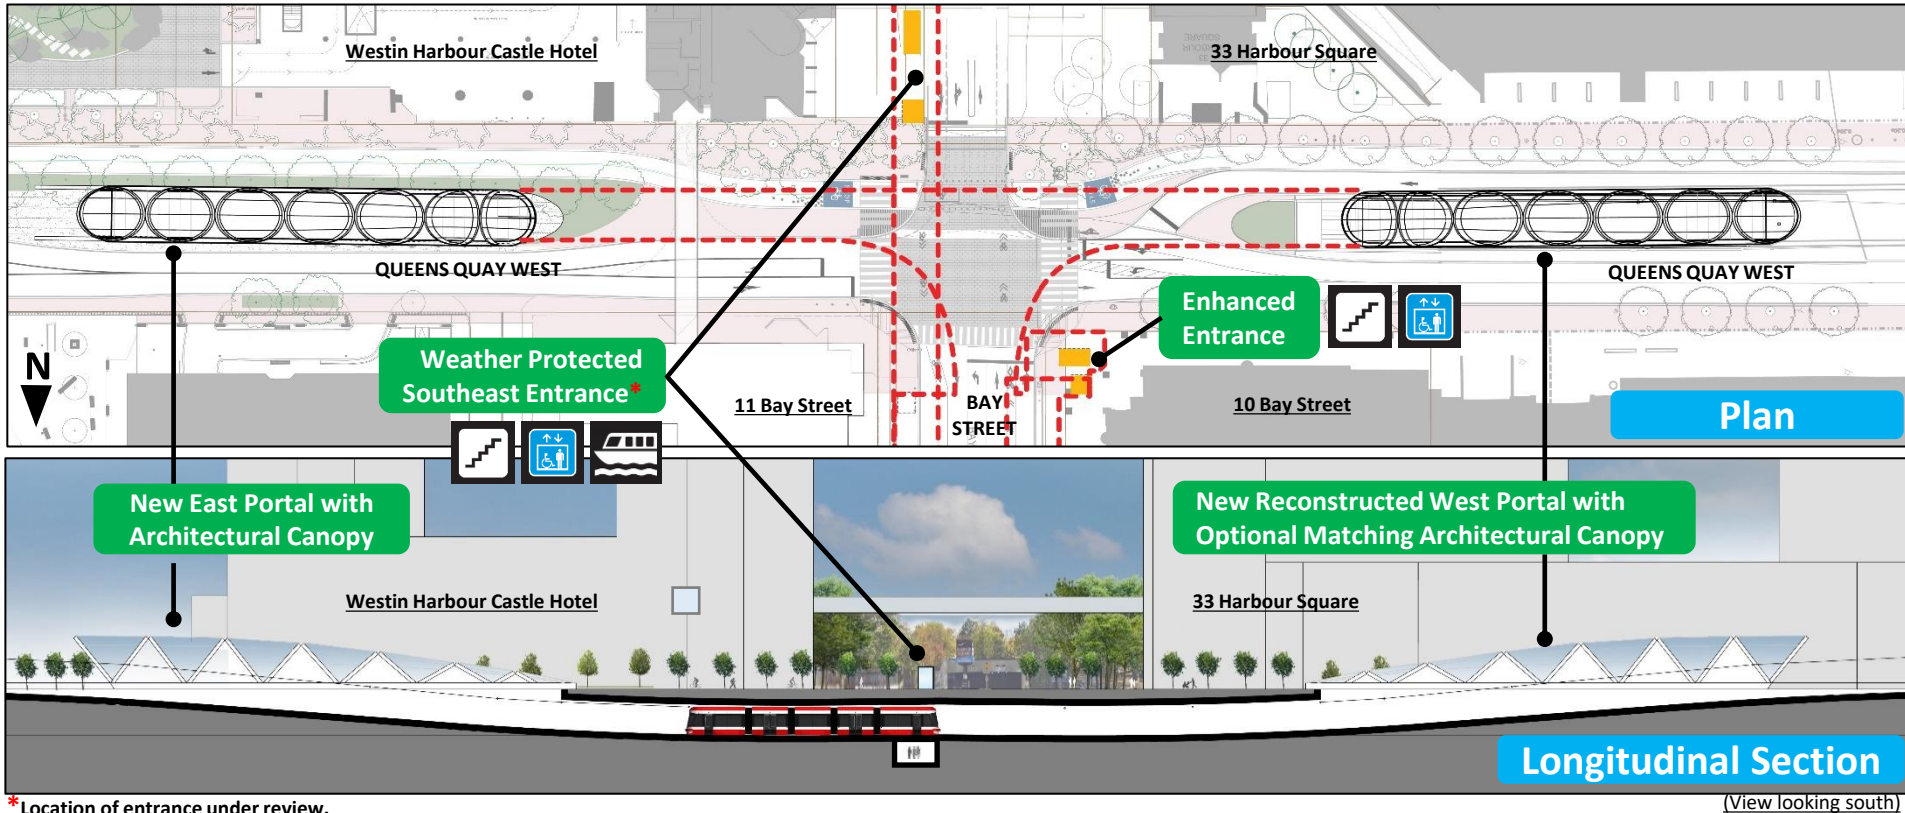 Westin Harbour Castle Hotel
33 Harbour Square
QUEENS QUAY WEST
QUEENS QUAY WEST
Enhanced
Entrance
N
Weather Protected
Southeast Entrance*
11 Bay Street
BAY
STREET
10 Bay Street
Plan
New East Portal with
Architectural Canopy
New Reconstructed West Portal with
Optional Matching Architectural Canopy
Westin Harbour Castle Hotel
33 Harbour Square
Longitudinal Section
*Location of entrance under review.
(View looking south)